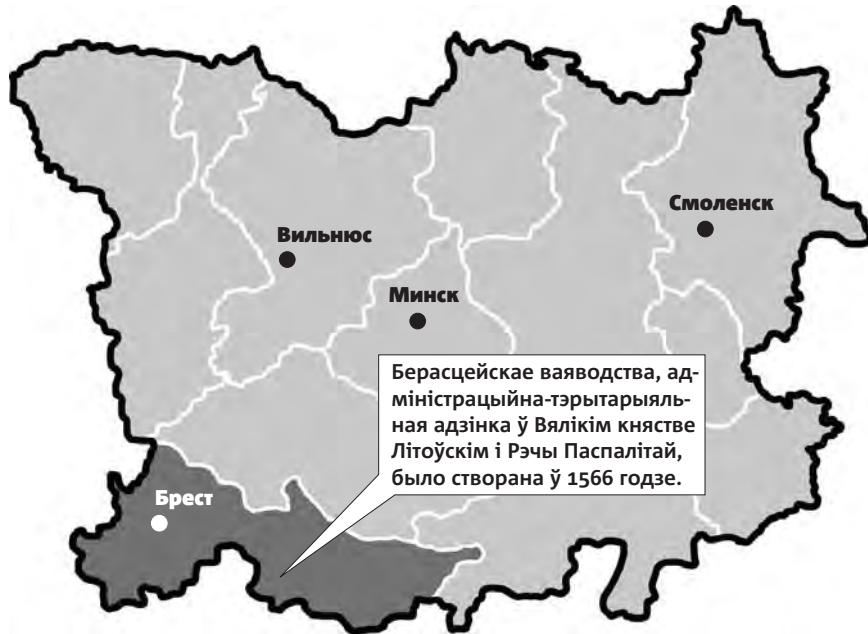 Смоленск
Вильнюс
Минск
Берасцейскае ваяводства, ад-
міністрацыйна-тэрытарыяль-
ная адзінка ў Вялікім княстве
Літоўскім і Рэчы Паспалітай,
было створана ў 1566 годзе.
Брест